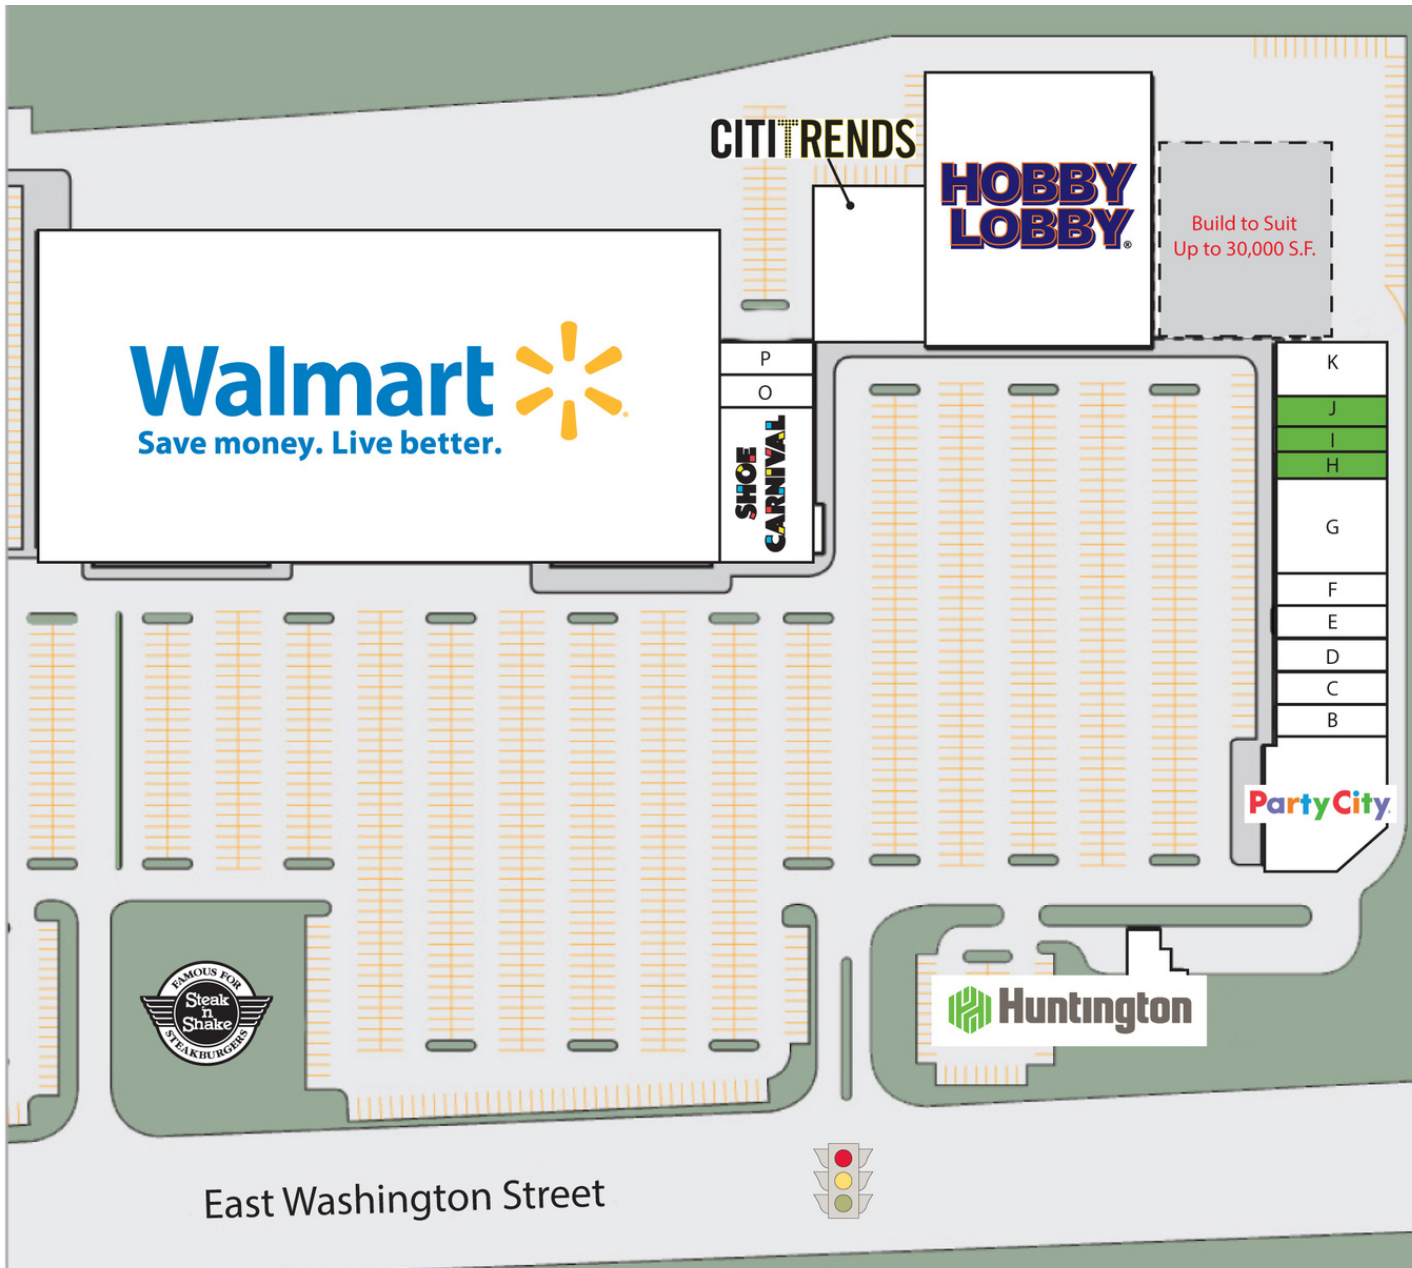 CITITRENDS
HOBBY
LOBBY®
Build to Suit
Up to 30,000 S.F.
Walmart
Save money. Live better.
P
O
SHOE
CARNIVAL
K
J
I
H
G
F
E
D
C
B
PartyCity
FAMOUS FOR
Steak
n
Shake
STEAKBURGERS
Huntington
East Washington Street